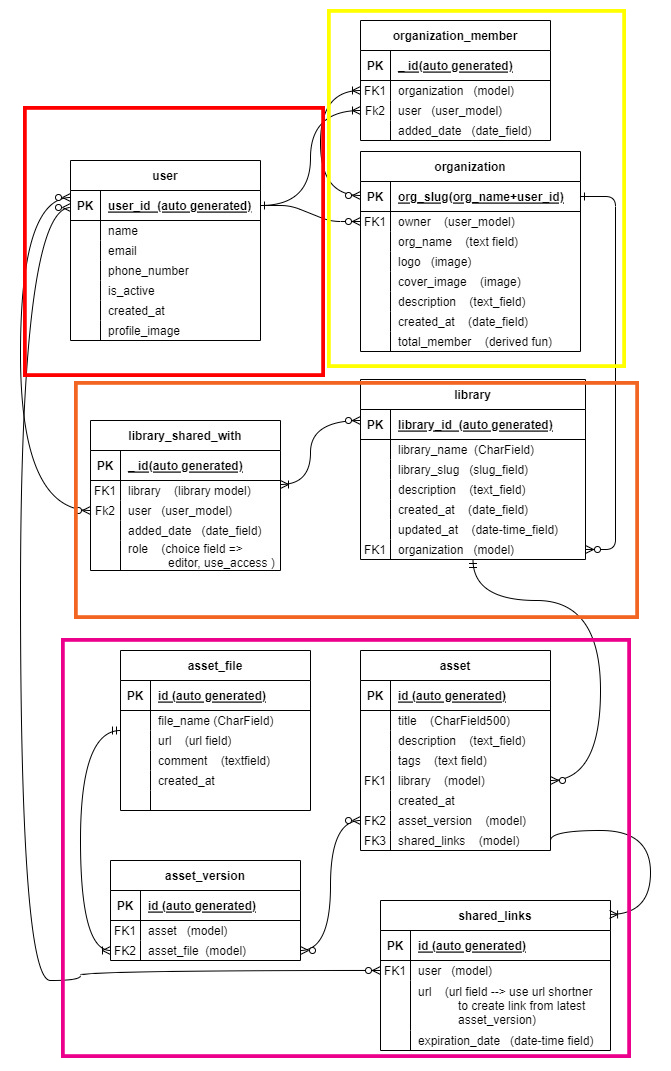 organization_member
PK _ id(auto generated)
FK1 organization (model)
Fk2 user (user_model)
added_date (date_field)
user
PK user_id (auto generated)
name
email
phone_number
is_active
created_at
profile_image
organization
PK org_slug(org_name+user_id)
FK1 owner (user_model)
org_name (text field)
logo (image)
cover_image (image)
description (text_field)
created_at (date_field)
total_member (derived fun)
library
PK library_id (auto generated)
library_name (CharField)
library_slug (slug_field)
description (text_field)
created_at (date_field)
updated_at (date-time_field)
FK1 organization (model)
library_shared_with
PK _ id(auto generated)
FK1 library (library model)
Fk2 user (user_model)
added_date (date_field)
role (choice field =>
editor, use_access )
asset_file
PK id (auto generated)
file_name (CharField)
url (url field)
comment (textfield)
created_at
asset
PK id (auto generated)
title (CharField500)
description (text_field)
tags (text field)
FK1 library (model)
created_at
FK2 asset_version (model)
FK3 shared_links (model)
asset_version
PK id (auto generated)
FK1 asset (model)
FK2 asset_file (model)
shared_links
PK id (auto generated)
FK1 user (model)
url (url field --> use url shortner
to create link from latest
asset_version)
expiration_date (date-time field)